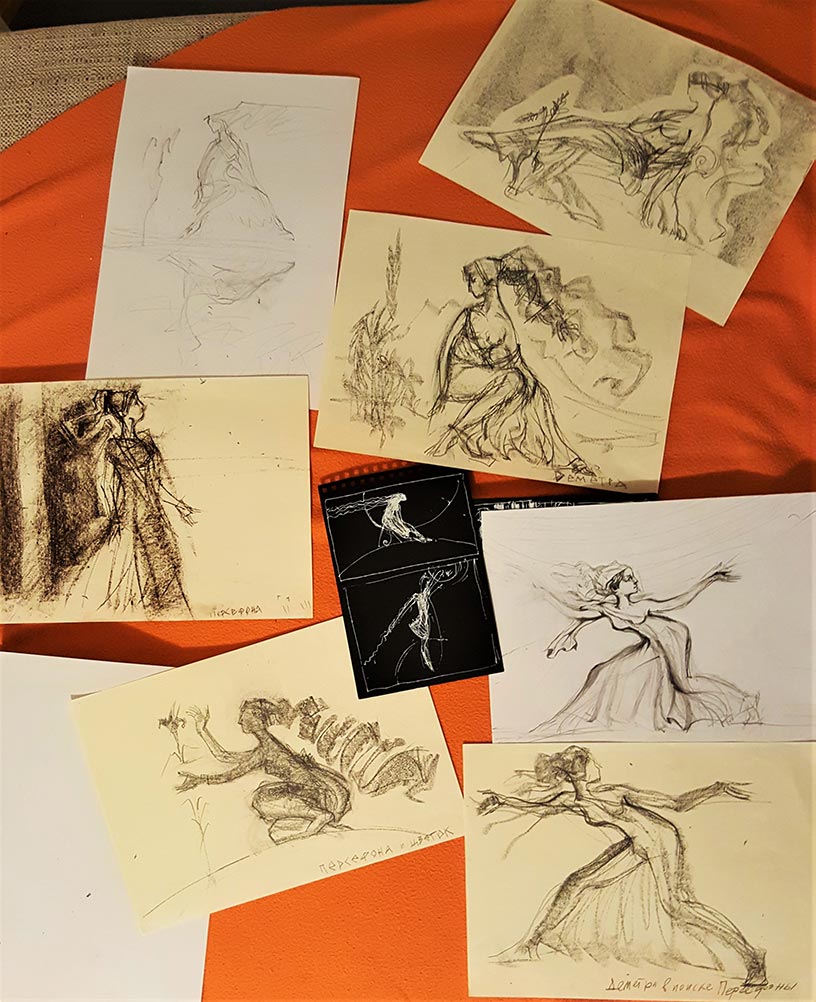 ДЕМЕТРА
ПЕРСЕФОНА
ПЕРСЕФОНА И ЦВЕТОК
Деметра в поиске Персефоны